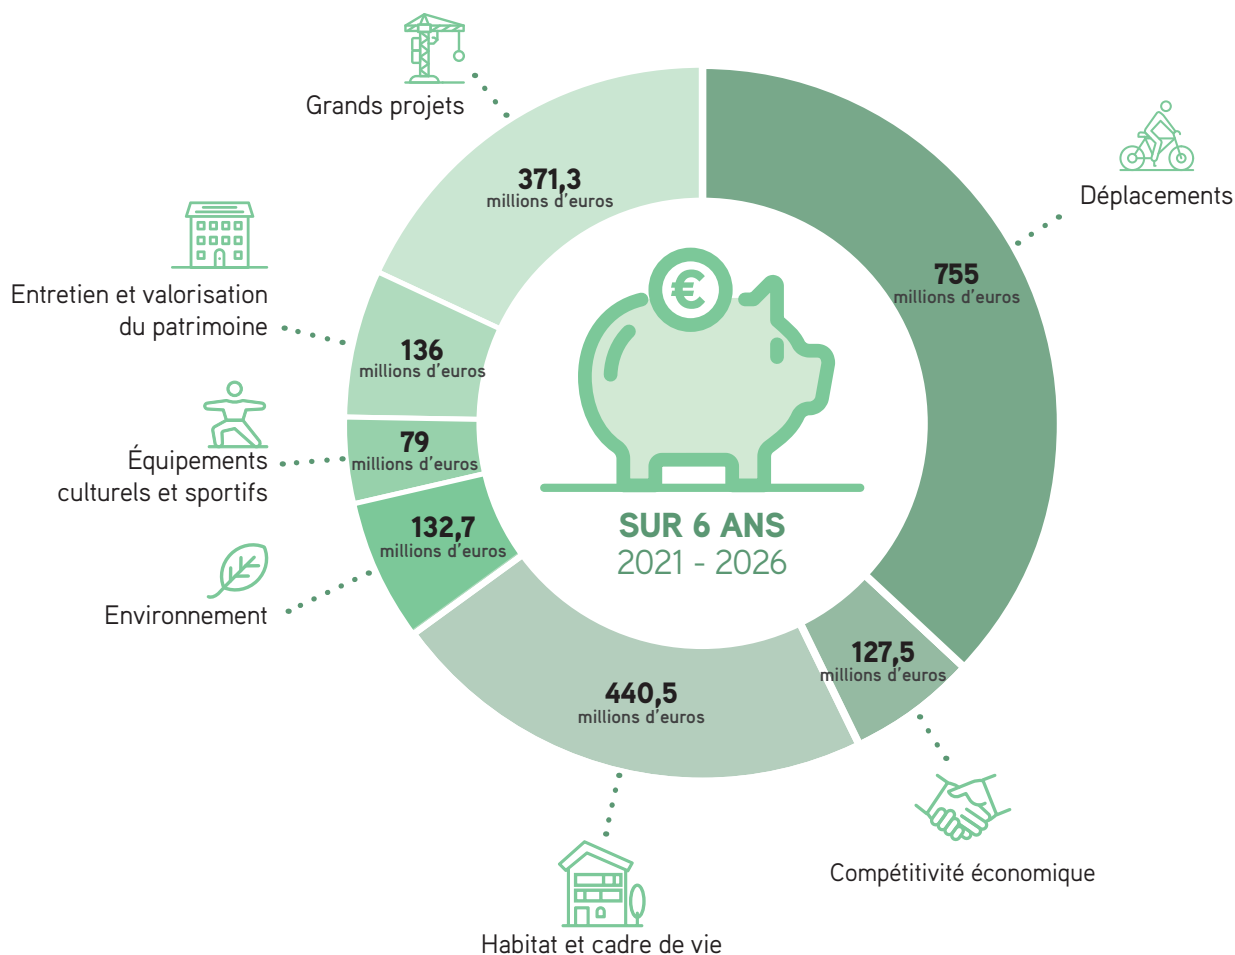 Grands projets
371,3
millions d'euros
Déplacements
755
millions d'euros
Entretien et valorisation
du patrimoine
136
millions d'euros
Équipements
culturels et sportifs
79
millions d'euros
Environnement
132,7
millions d'euros
€
SUR 6 ANS
2021 - 2026
127,5
millions d'euros
Compétitivité économique
440,5
millions d'euros
Habitat et cadre de vie